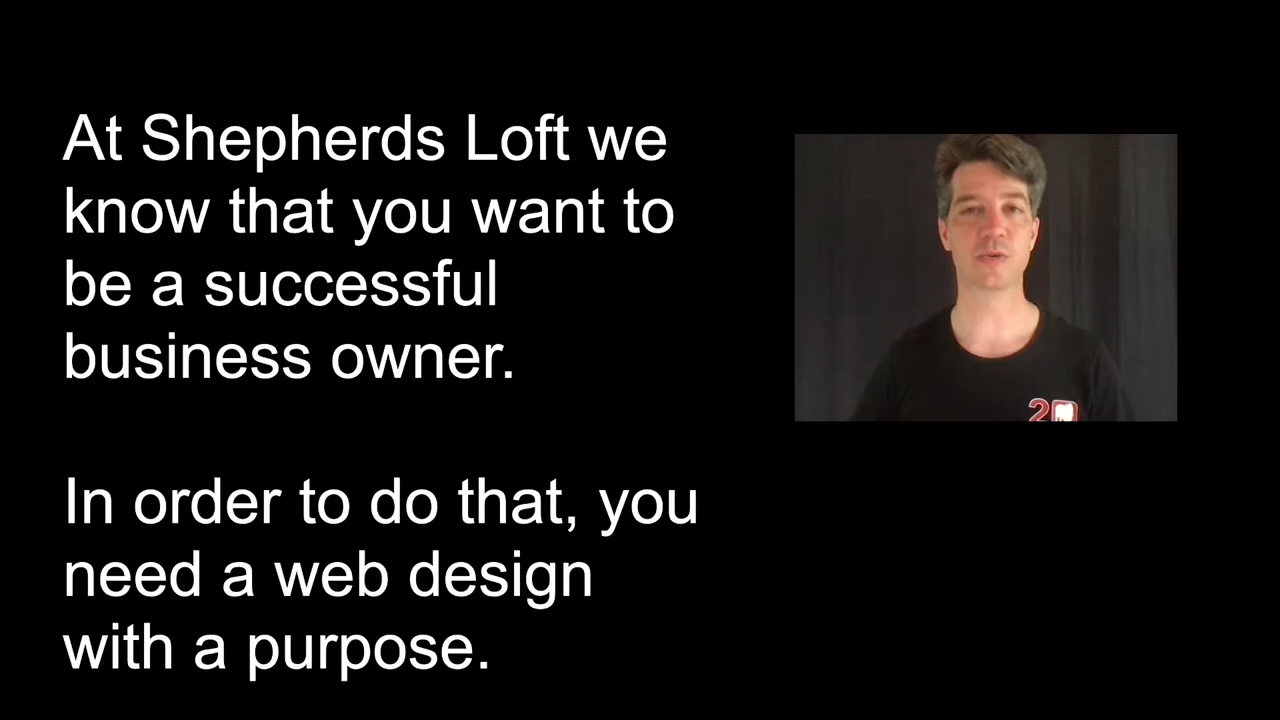 At Shepherds Loft we
know that you want to
be a successful
business owner.
In order to do that, you
need a web design
with a purpose.
2